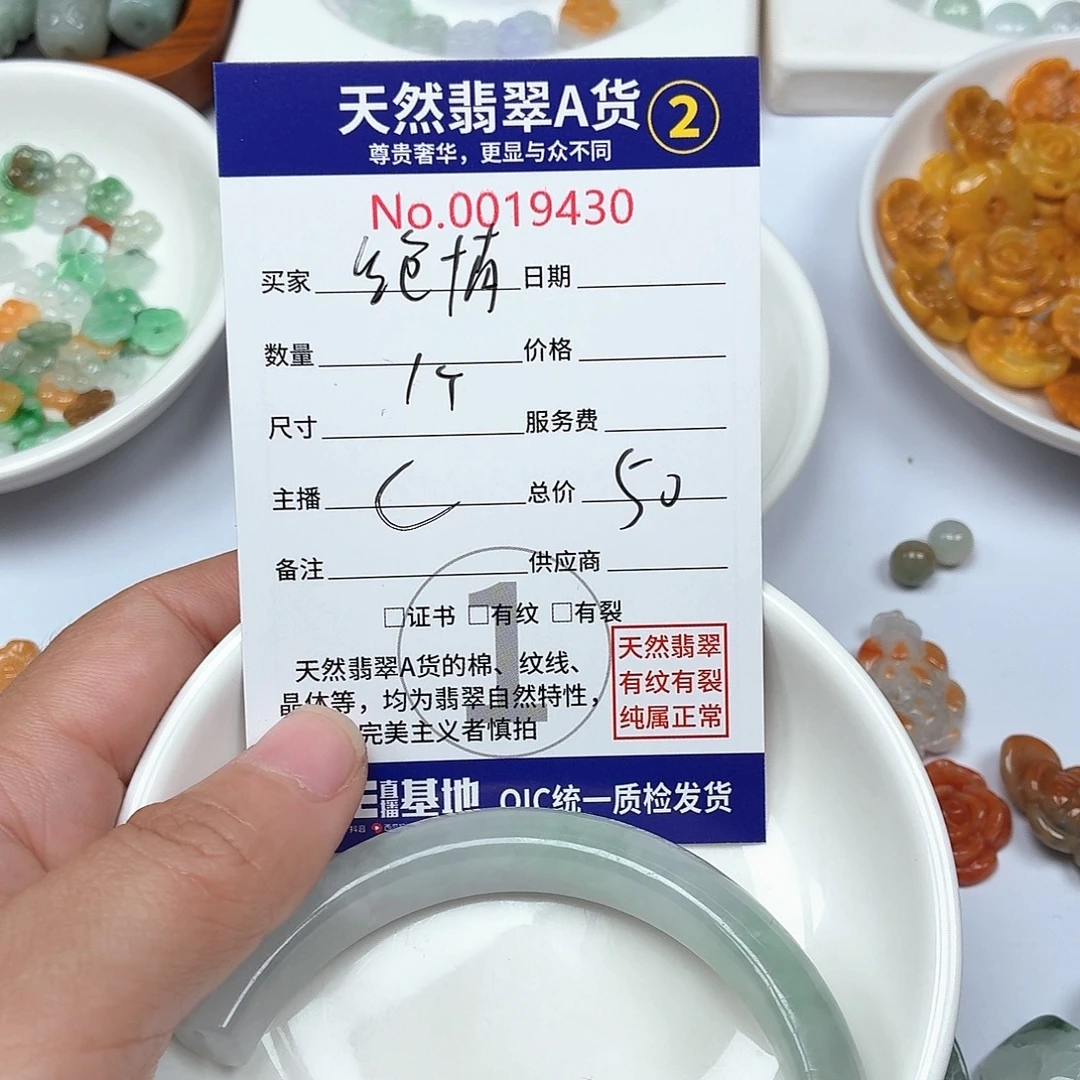 天然翡翠A货 2
尊贵奢华，更显与众不同
No.0019430
买家 绝情 日期
数量 1个 价格
尺寸 服务费
主播 C 总价 50
备注 供应商
1
□证书 □有纹 □有裂
天然翡翠A货的棉、纹线、
晶体等，均为翡翠自然特性，
完美主义者慎拍
天然翡翠
有纹有裂
纯属正常
直播基地 QIC统一质检发货
抖音